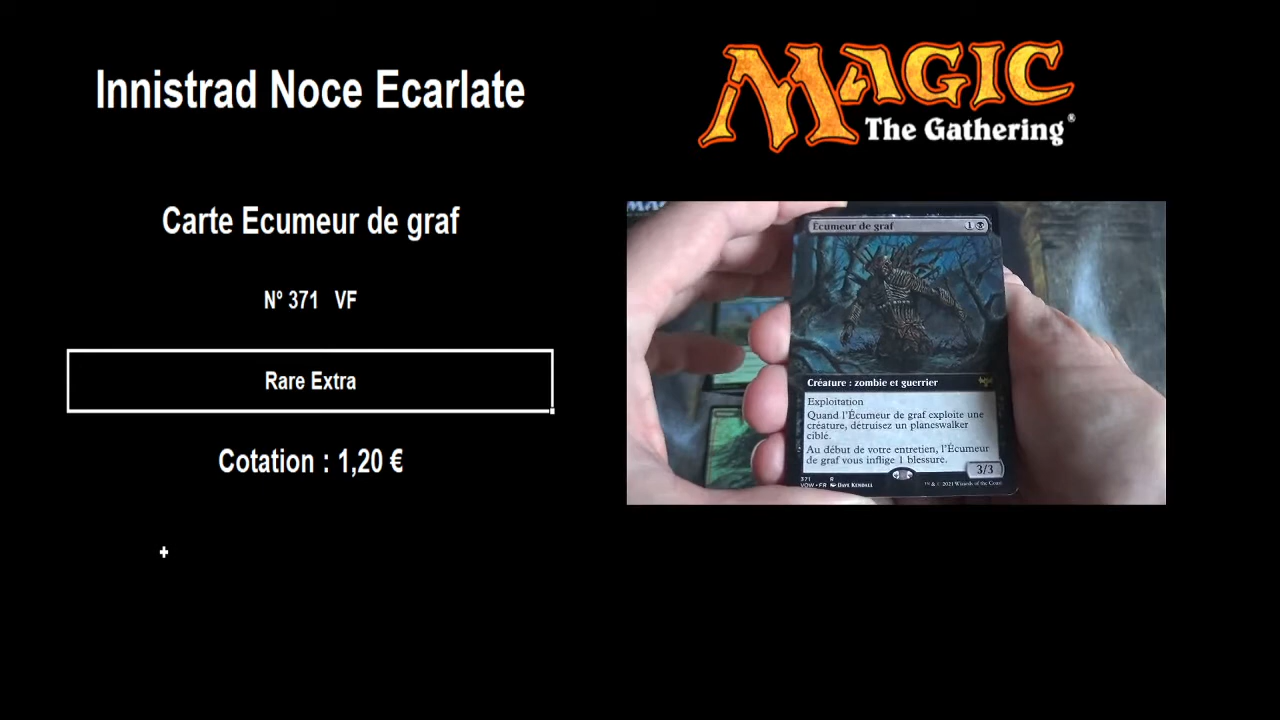 Innistrad Noce Ecarlate
MAGIC
The Gathering®
Carte Ecumeur de graf
N° 371 VF
Rare Extra
Cotation : 1,20 €
Écumeur de graf
1
Créature : zombie et guerrier
Exploitation
Quand l'Écumeur de graf exploite une
créature, détruisez un planeswalker
ciblé.
Au début de votre entretien, l'Écumeur
de graf vous inflige 1 blessure.
3/3
371 R
VOW • FR Dave Kendall
™ & © 2021 Wizards of the Coast